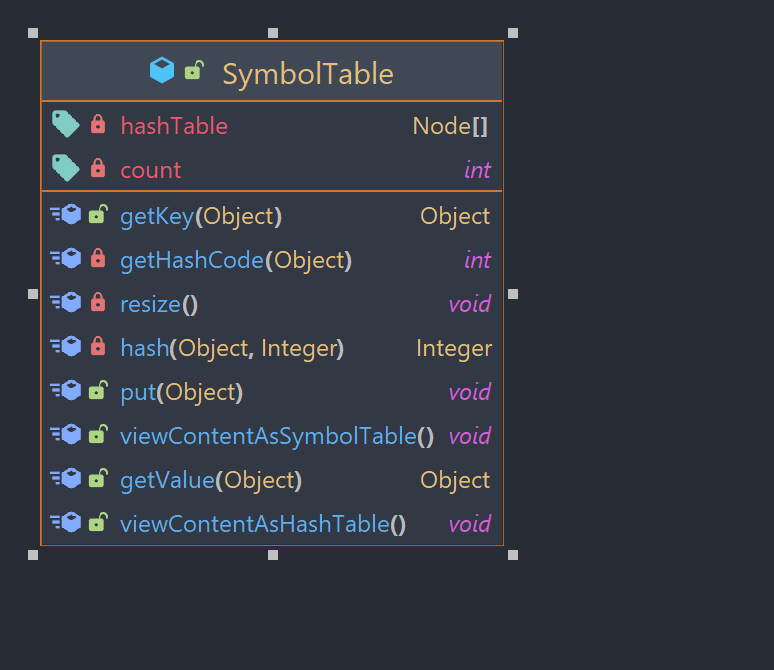 SymbolTable
hashTable Node[]
count int
getKey(Object) Object
getHashCode(Object) int
resize() void
hash(Object, Integer) Integer
put(Object) void
viewContentAsSymbolTable() void
getValue(Object) Object
viewContentAsHashTable() void